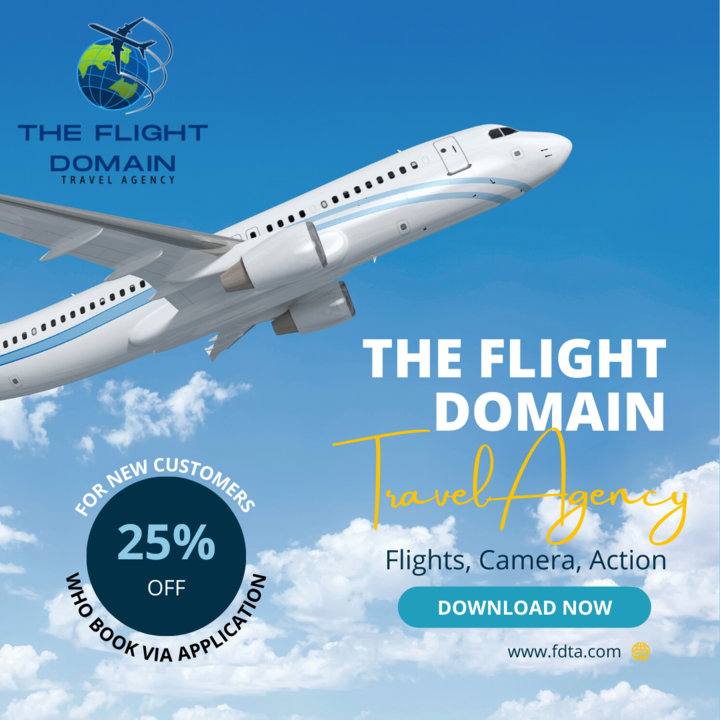 THE FLIGHT
DOMAIN
TRAVEL AGENCY
THE FLIGHT
DOMAIN
Travel Agency
Flights, Camera, Action
DOWNLOAD NOW
www.fdta.com
FOR NEW CUSTOMERS
25%
OFF
WHO BOOK VIA APPLICATION